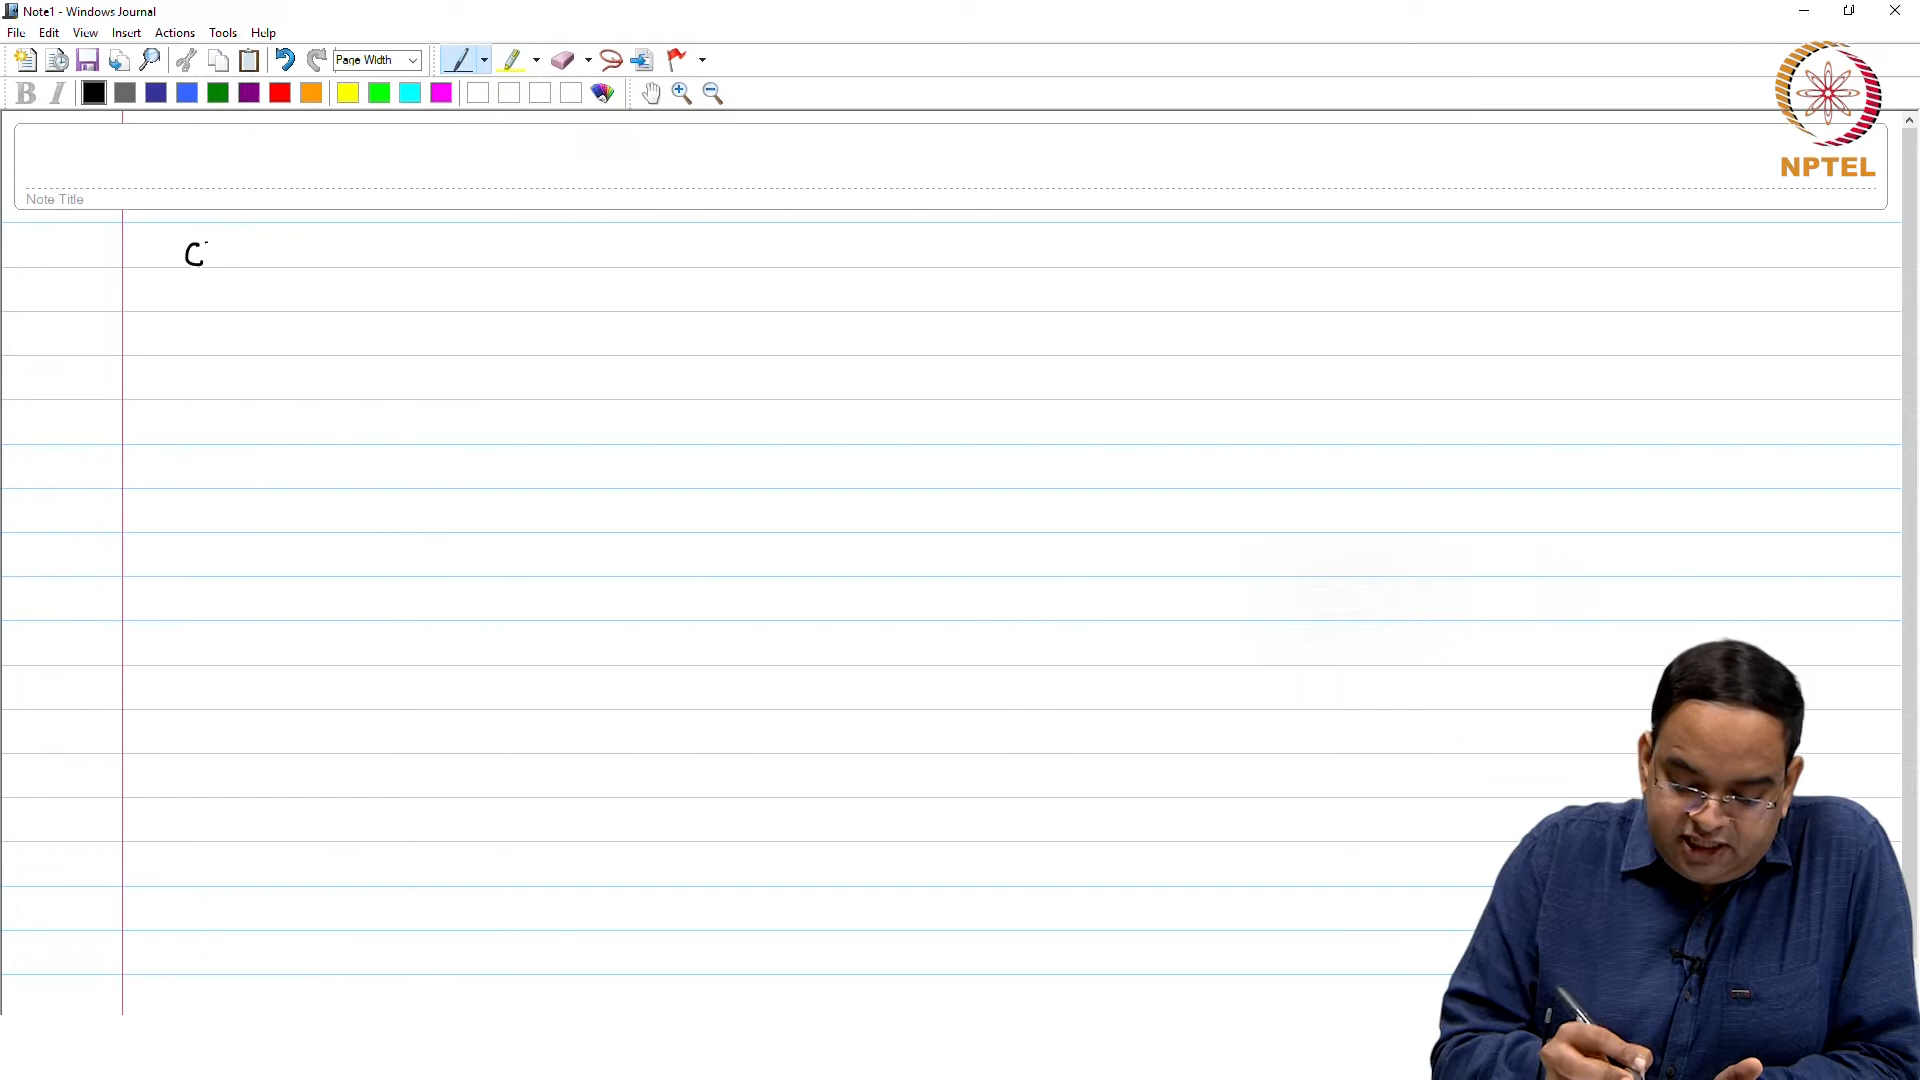 Note1 - Windows Journal
File Edit View Insert Actions Tools Help
Page Width
B I
NPTEL
Note Title
C